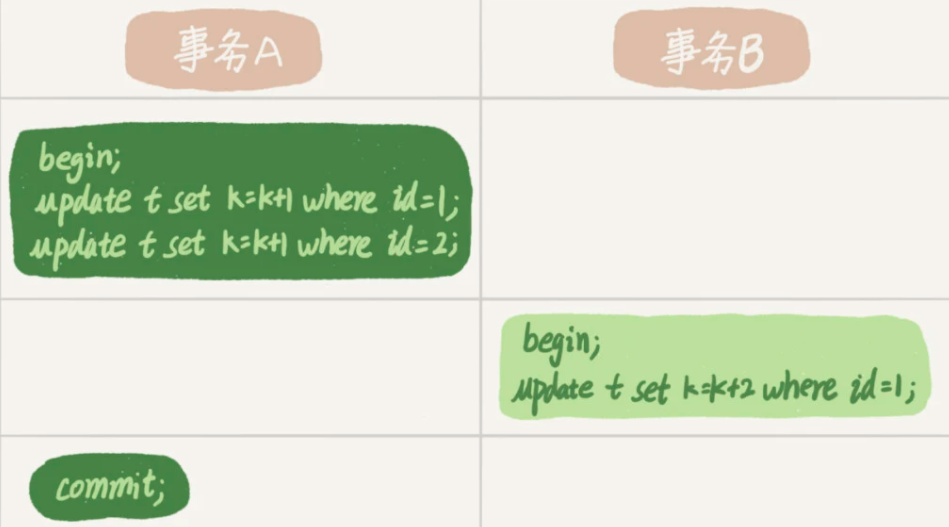 事务A
事务B
begin;
update t set k=k+1 where id=1;
update t set k=k+1 where id=2;
begin;
update t set k=k+2 where id=1;
commit;